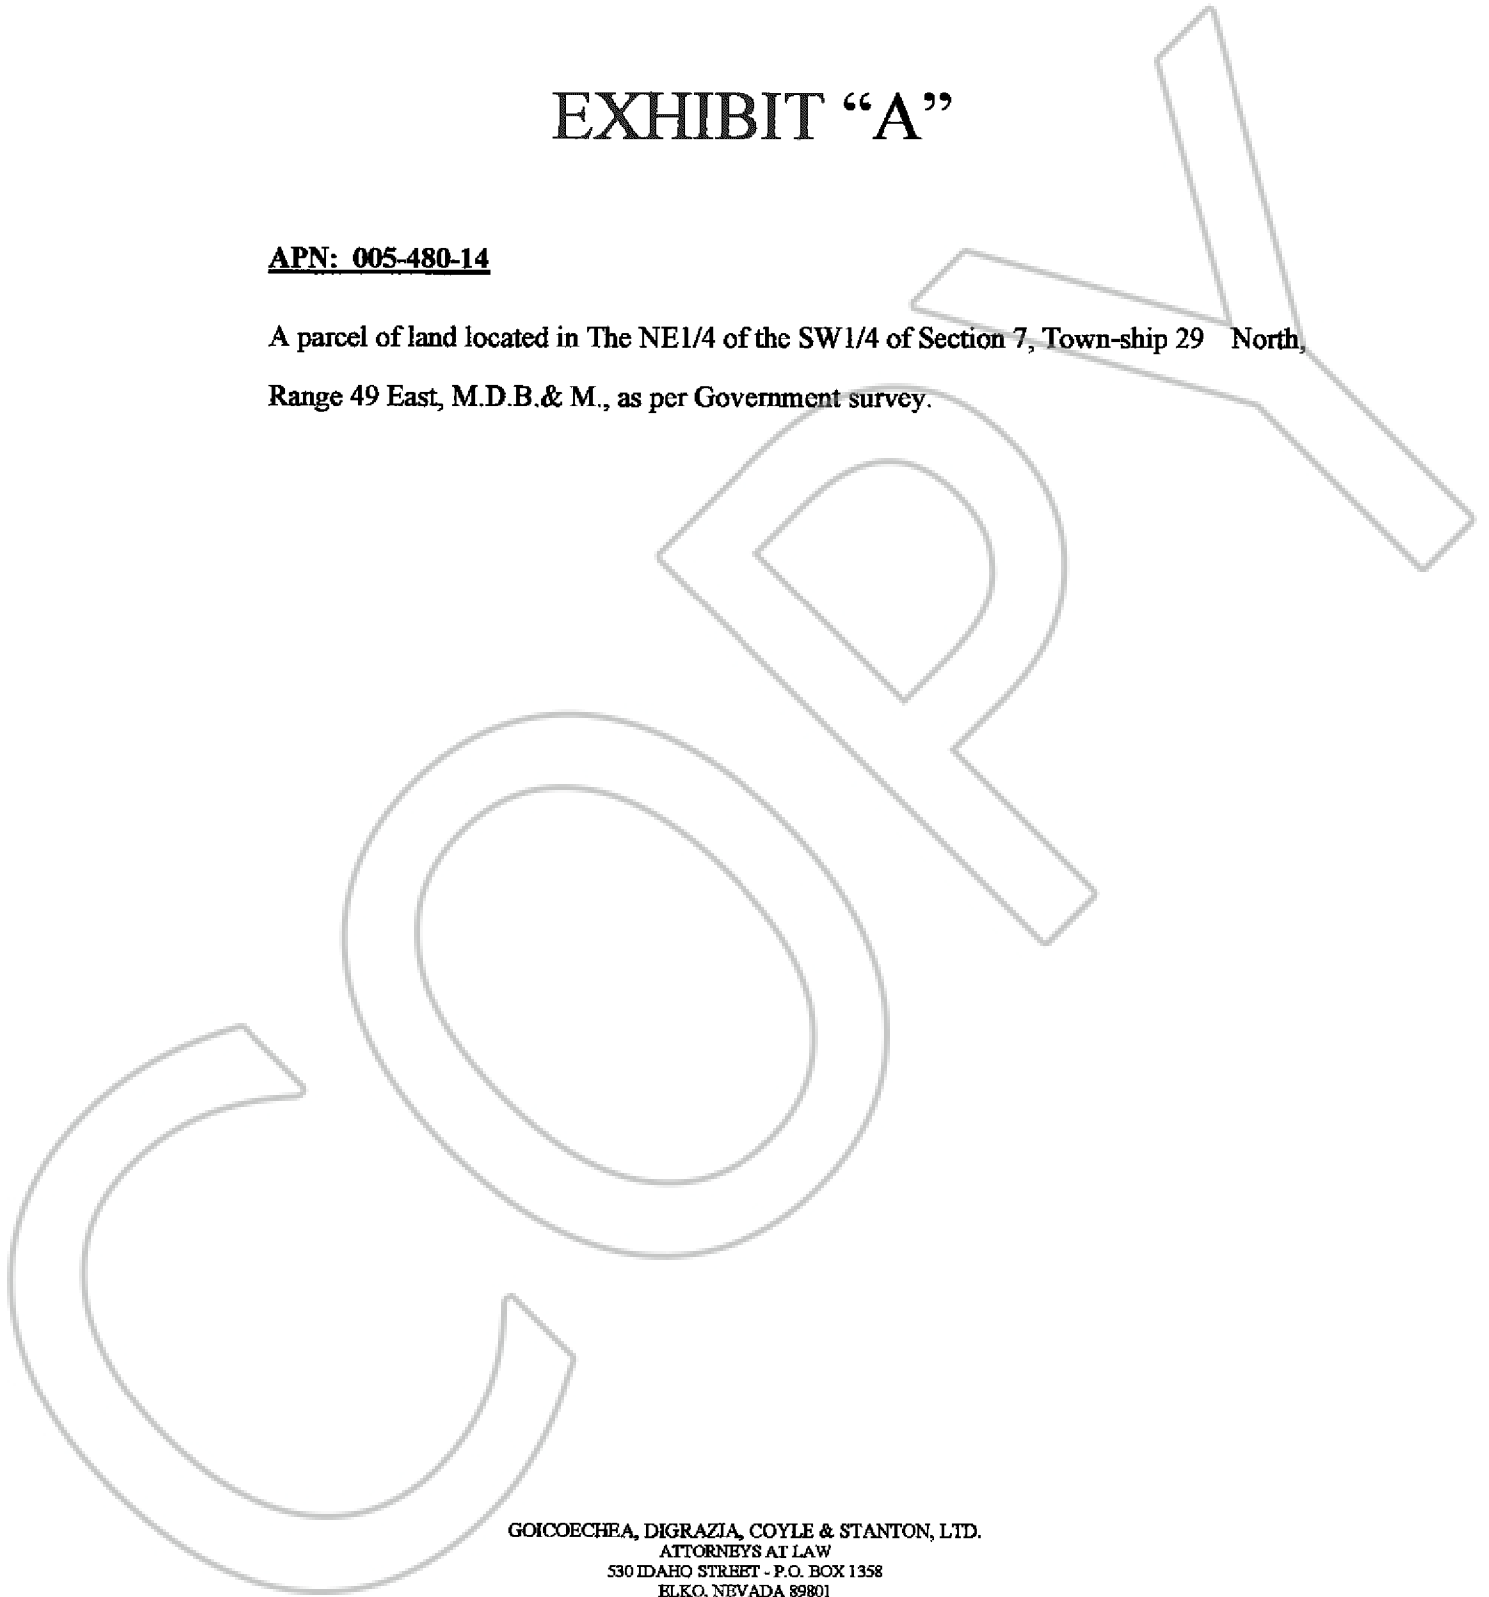 EXHIBIT “A”
APN: 005-480-14
A parcel of land located in The NE1/4 of the SW1/4 of Section 7, Town-ship 29 North,
Range 49 East, M.D.B.& M., as per Government survey.
COPY
GOICOECHEA, DIGRAZIA, COYLE & STANTON, LTD.
ATTORNEYS AT LAW
530 IDAHO STREET - P.O. BOX 1358
ELKO, NEVADA 89801